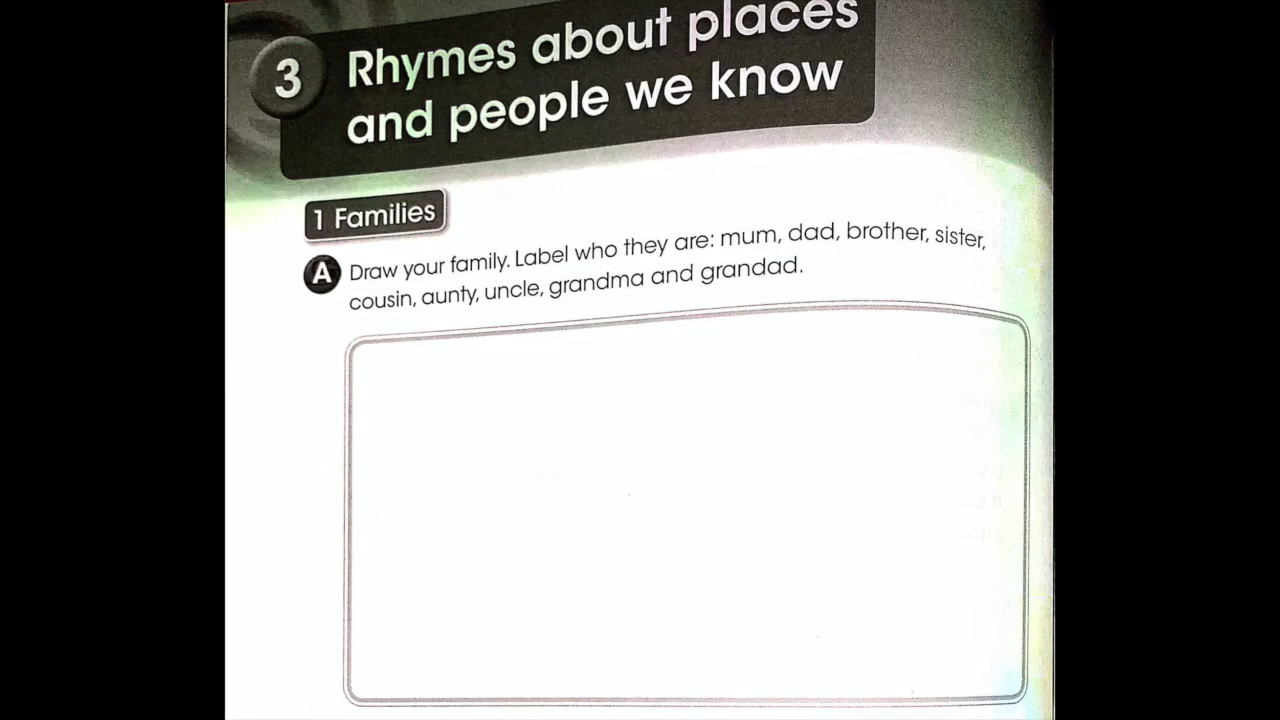 3
Rhymes about places
and people we know
1 Families
A Draw your family. Label who they are: mum, dad, brother, sister,
cousin, aunty, uncle, grandma and grandad.